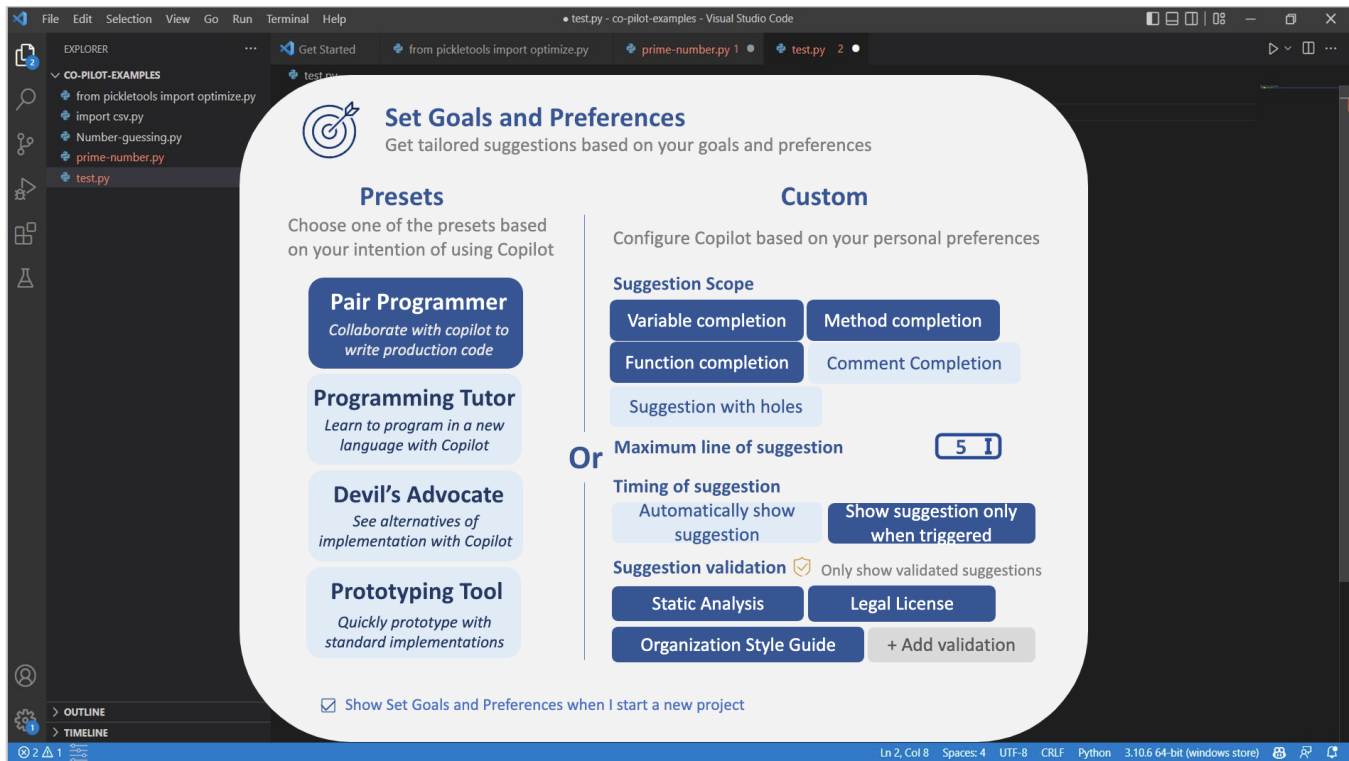 File Edit Selection View Go Run Terminal Help
● test.py - co-pilot-examples - Visual Studio Code
EXPLORER ...
Get Started
from pickletools import optimize.py
prime-number.py 1 ●
test.py 2 ●
2
CO-PILOT-EXAMPLES
from pickletools import optimize.py
import csv.py
Number-guessing.py
prime-number.py
test.py
test.py
Set Goals and Preferences
Get tailored suggestions based on your goals and preferences
Presets
Choose one of the presets based
on your intention of using Copilot
Pair Programmer
Collaborate with copilot to
write production code
Programming Tutor
Learn to program in a new
language with Copilot
Devil's Advocate
See alternatives of
implementation with Copilot
Prototyping Tool
Quickly prototype with
standard implementations
Or
Custom
Configure Copilot based on your personal preferences
Suggestion Scope
Variable completion
Method completion
Function completion
Comment Completion
Suggestion with holes
Maximum line of suggestion 5
Timing of suggestion
Automatically show
suggestion
Show suggestion only
when triggered
Suggestion validation
Only show validated suggestions
Static Analysis
Legal License
Organization Style Guide
+ Add validation
Show Set Goals and Preferences when I start a new project
OUTLINE
TIMELINE
1
2 1
Ln 2, Col 8 Spaces: 4 UTF-8 CRLF Python 3.10.6 64-bit (windows store)